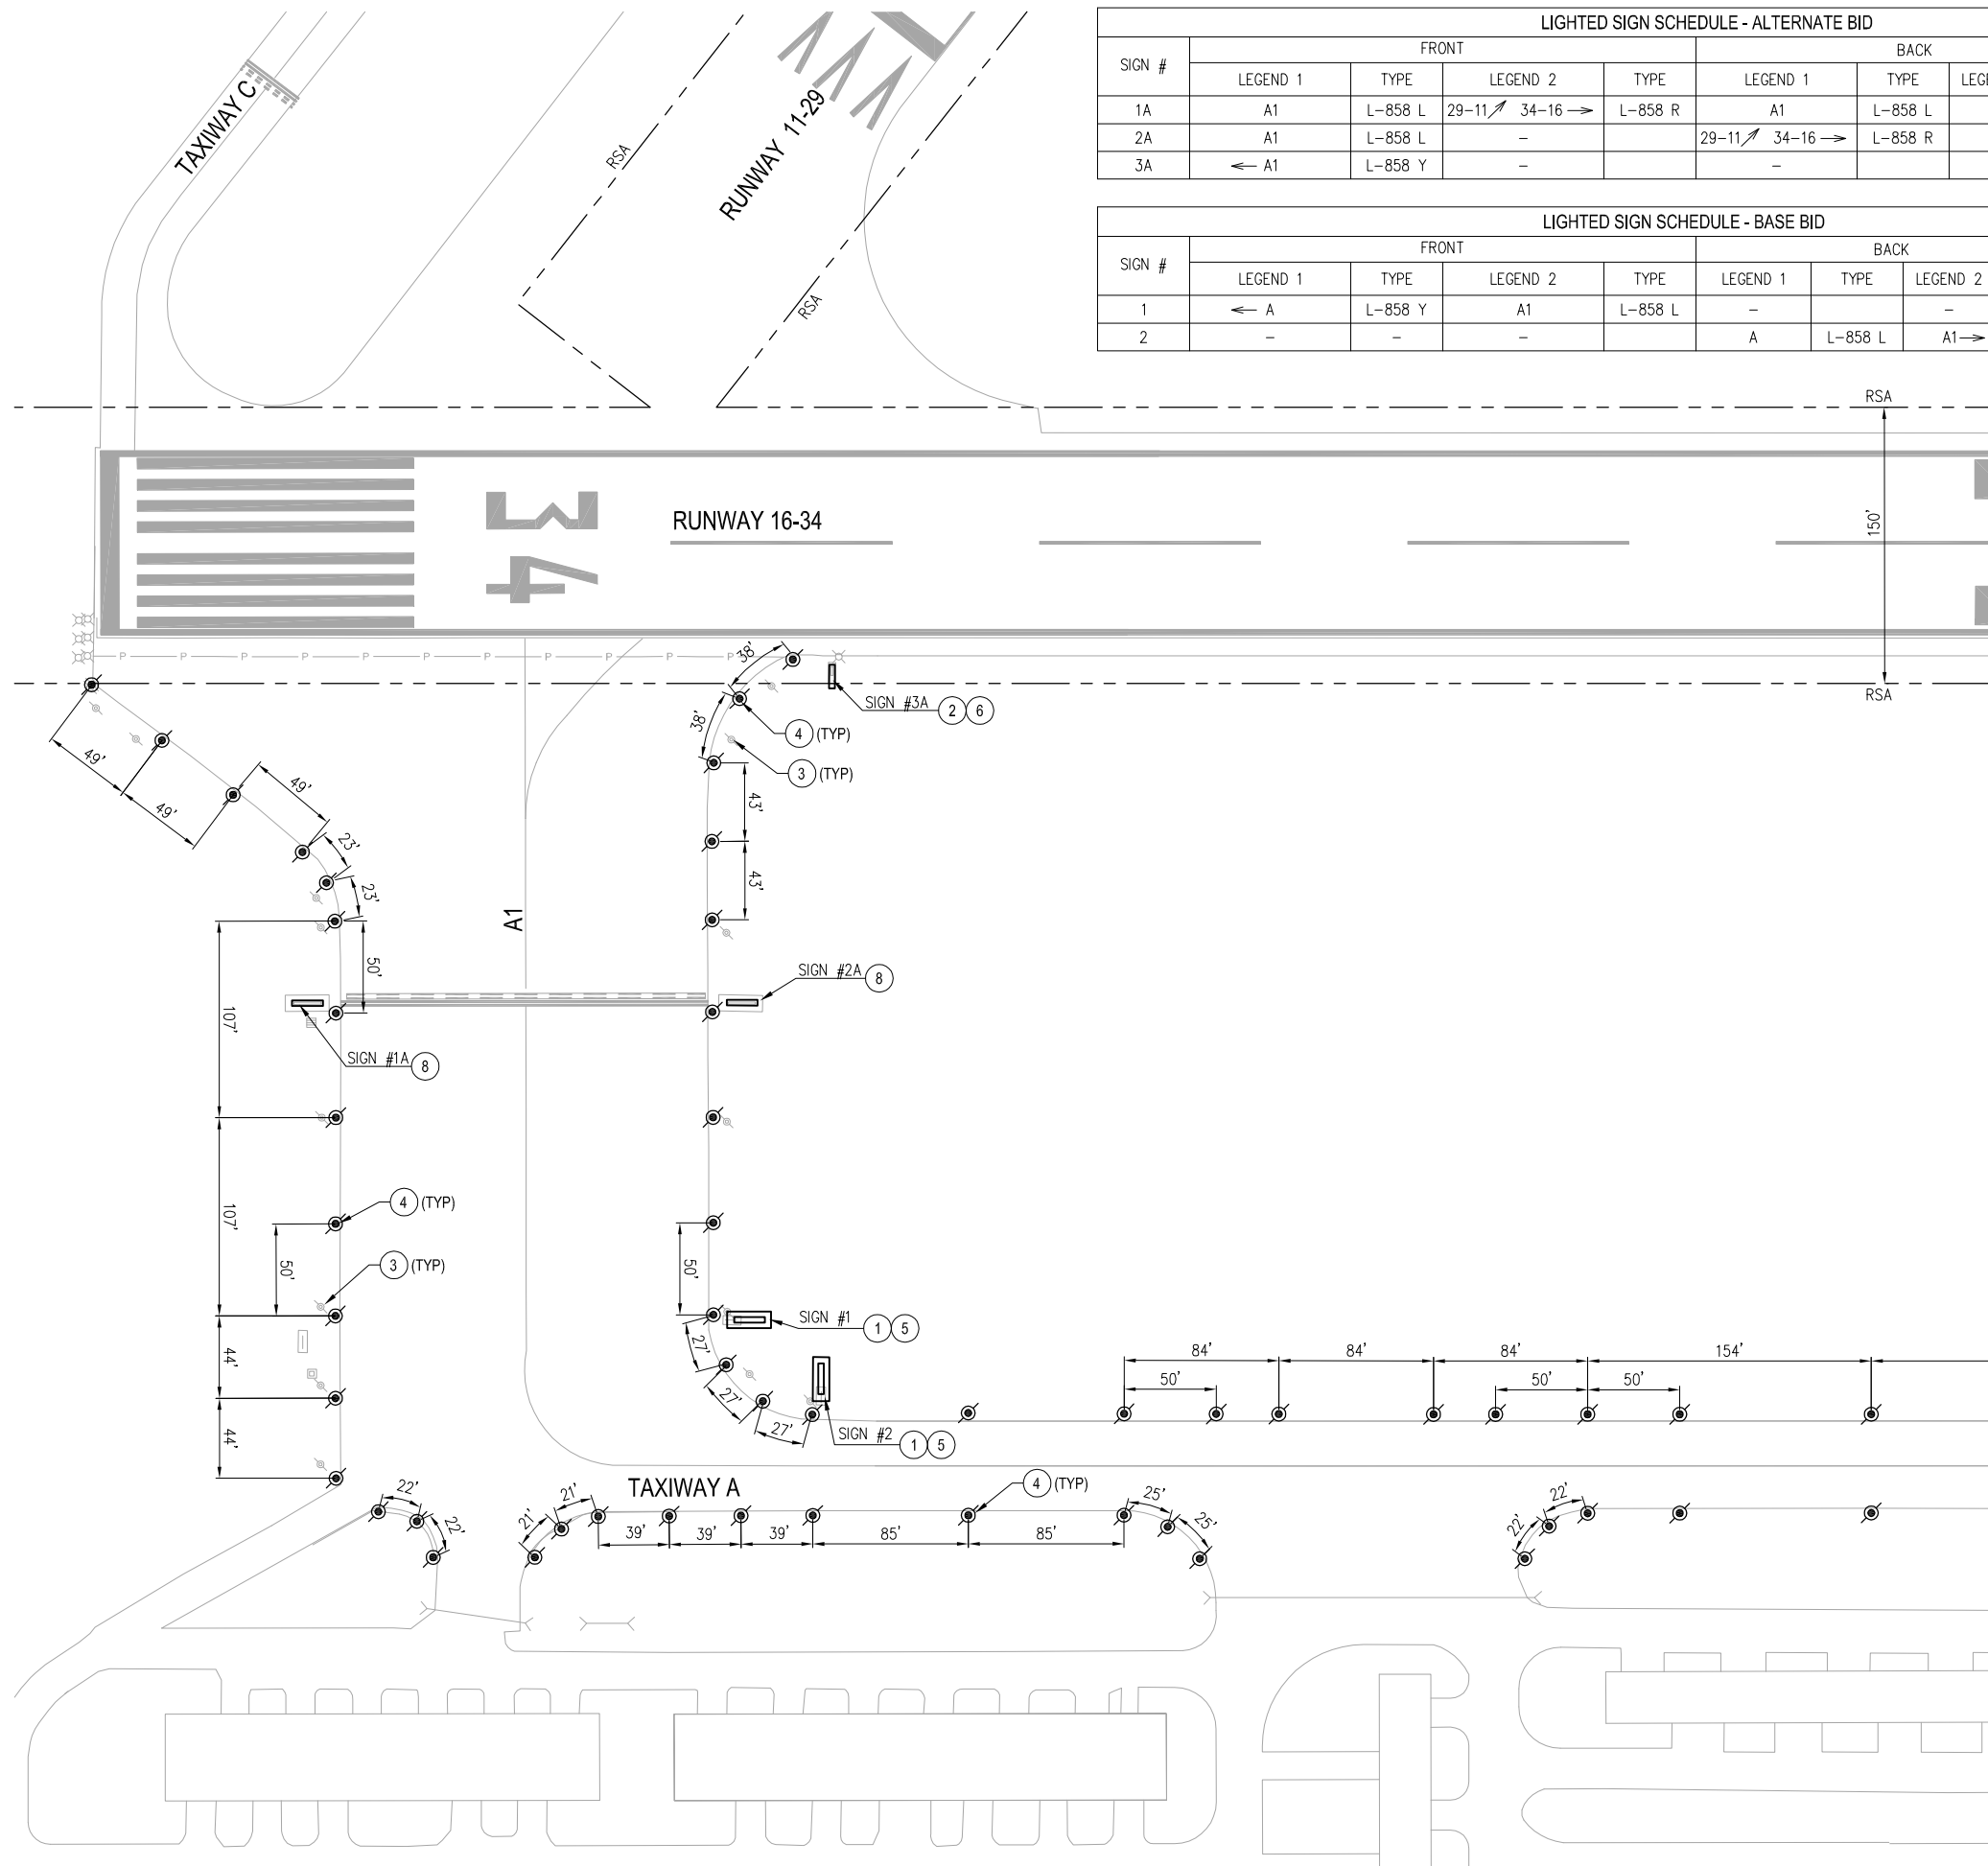 LIGHTED SIGN SCHEDULE - ALTERNATE BID
SIGN # FRONT BACK
LEGEND 1 TYPE LEGEND 2 TYPE LEGEND 1 TYPE
1A A1 L-858 L 29-11↗ 34-16→ L-858 R A1 L-858 L
2A A1 L-858 L - 29-11↗ 34-16→ L-858 R
3A ← A1 L-858 Y - -
LIGHTED SIGN SCHEDULE - BASE BID
SIGN # FRONT BACK
LEGEND 1 TYPE LEGEND 2 TYPE LEGEND 1 TYPE LEGEND 2
1 ← A L-858 Y A1 L-858 L - -
2 - - - A L-858 L A1→
TAXIWAY C
RSA
RUNWAY 11-29
RSA
RSA
34
RUNWAY 16-34
150'
P P P P P P P P P P P
RSA
38'
38'
SIGN #3A 2 6
4 (TYP)
3 (TYP)
49'
49'
49'
23'
23'
43'
43'
A1
50'
107'
SIGN #2A 8
SIGN #1A 8
107'
4 (TYP)
50'
3 (TYP)
50'
SIGN #1 1 5
27'
27'
27'
SIGN #2 1 5
44'
44'
84' 84' 84' 154'
50' 50' 50'
TAXIWAY A
4 (TYP)
22'
22'
21'
21'
39' 39' 39' 85' 85'
25'
25'
22'
22'